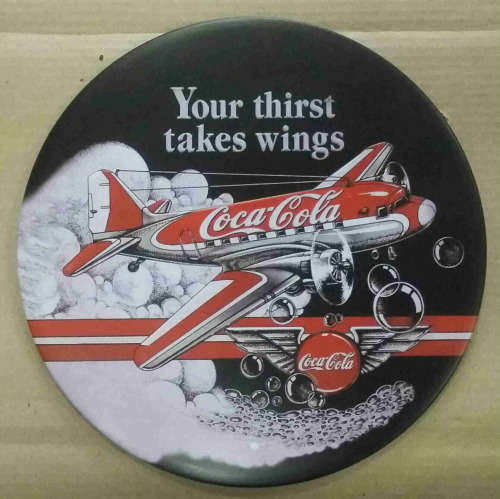 Your thirst
takes wings
Coca-Cola
Coca-Cola